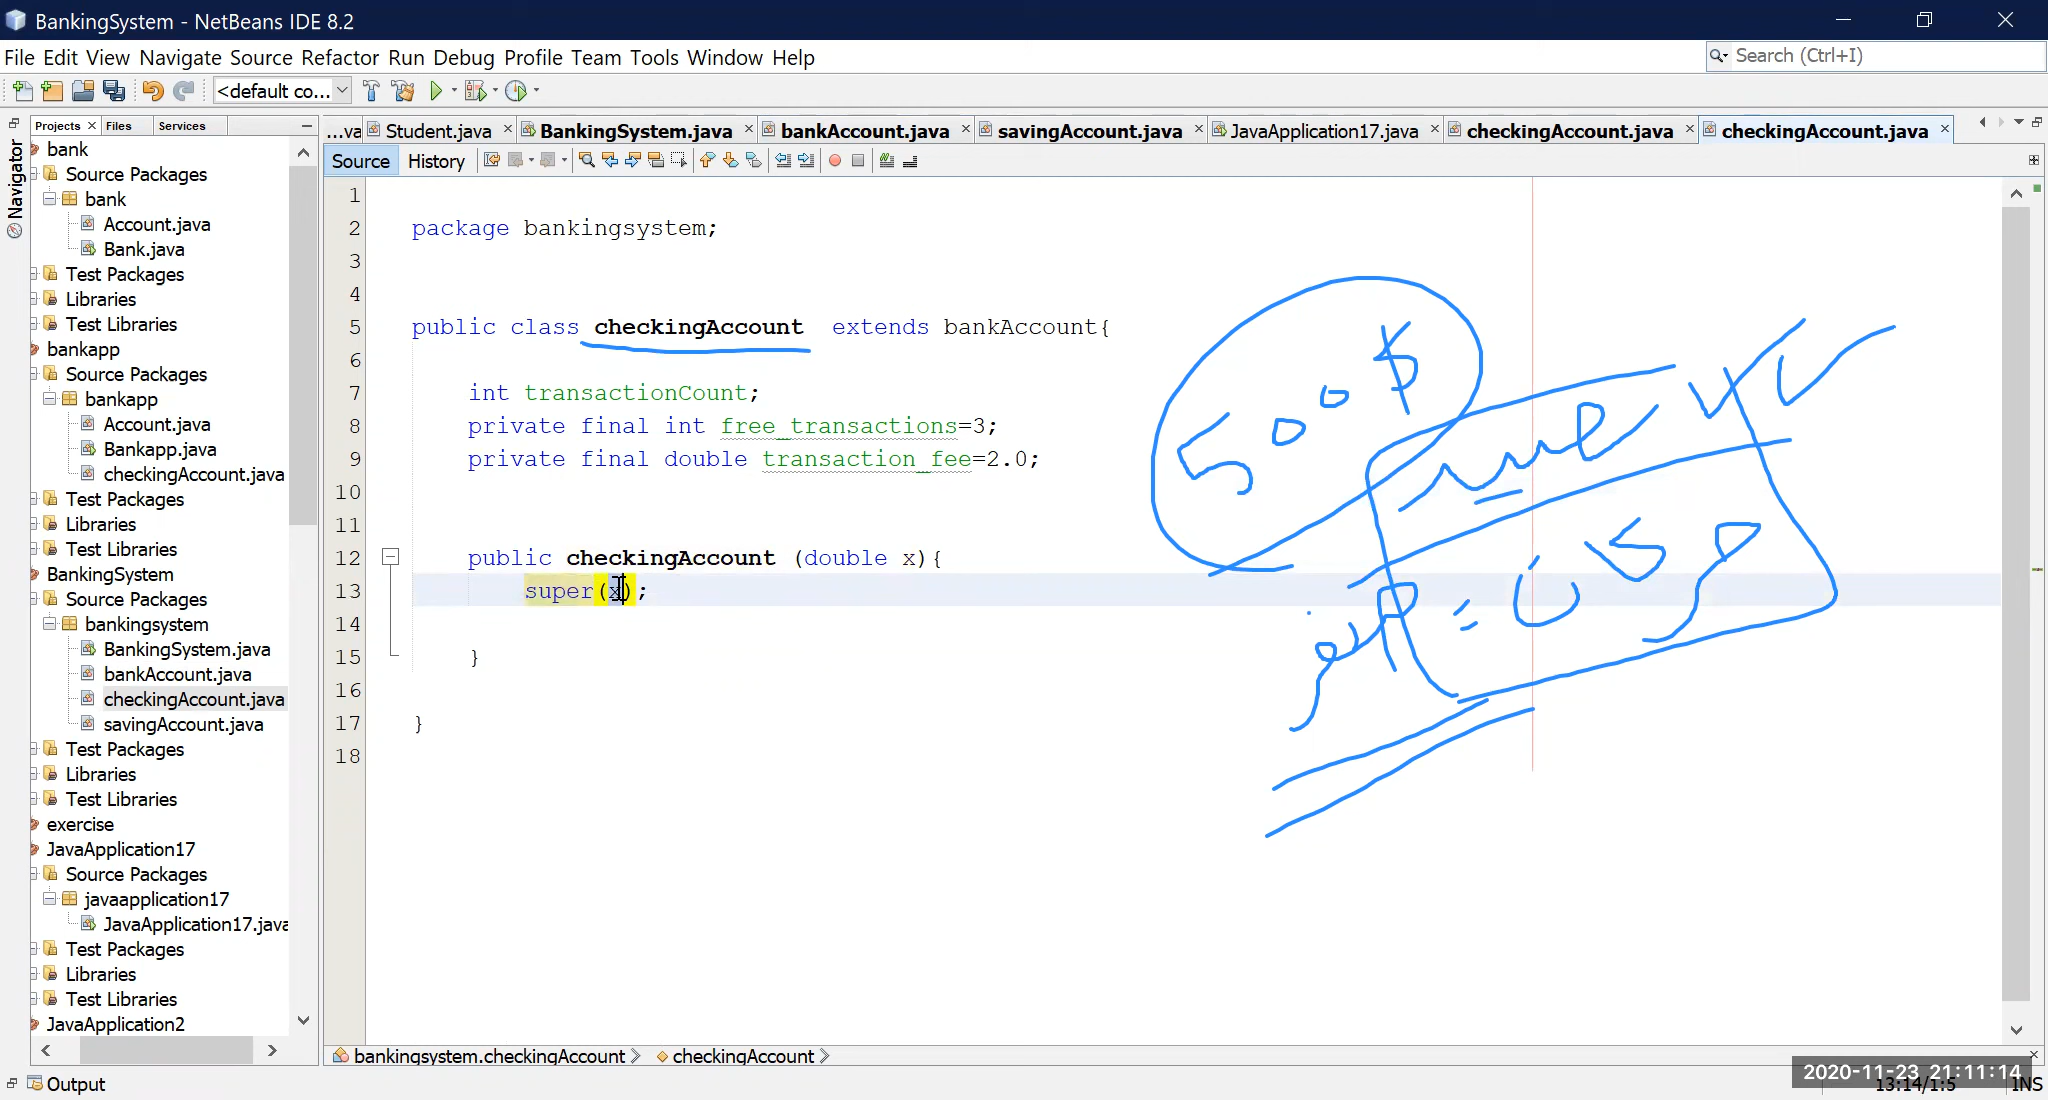 BankingSystem - NetBeans IDE 8.2
File Edit View Navigate Source Refactor Run Debug Profile Team Tools Window Help
Search (Ctrl+I)
<default co...
Projects Files Services
Navigator
bank
Source Packages
bank
Account.java
Bank.java
Test Packages
Libraries
Test Libraries
bankapp
Source Packages
bankapp
Account.java
Bankapp.java
checkingAccount.java
Test Packages
Libraries
Test Libraries
BankingSystem
Source Packages
bankingsystem
BankingSystem.java
bankAccount.java
checkingAccount.java
savingAccount.java
Test Packages
Libraries
Test Libraries
exercise
JavaApplication17
Source Packages
javaapplication17
JavaApplication17.java
Test Packages
Libraries
Test Libraries
JavaApplication2
...va Student.java BankingSystem.java bankAccount.java savingAccount.java JavaApplication17.java checkingAccount.java checkingAccount.java
Source History
1
2 package bankingsystem;
3
4
5 public class checkingAccount extends bankAccount{
6
7 int transactionCount;
8 private final int free_transactions=3;
9 private final double transaction_fee=2.0;
10
11
12 public checkingAccount (double x){
13 super(x);
14
15 }
16
17 }
18
500$
bankingsystem.checkingAccount checkingAccount
Output
2020-11-23 21:11:14
13:14/1:5 INS